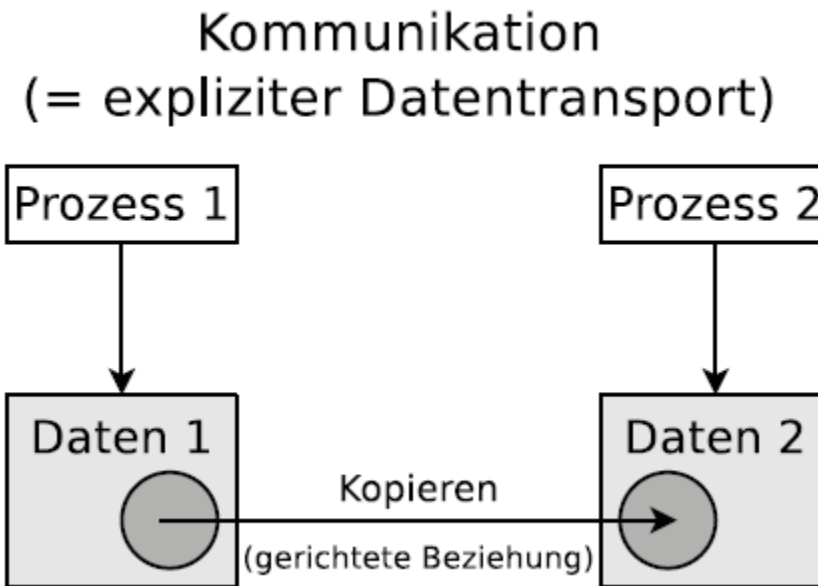 Kommunikation
(= expliziter Datentransport)
Prozess 1
Prozess 2
Daten 1
Daten 2
Kopieren
(gerichtete Beziehung)